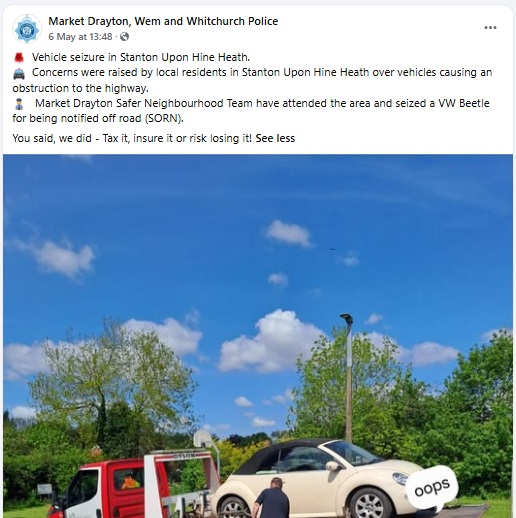 Market Drayton, Wem and Whitchurch Police
6 May at 13:48 ·
Vehicle seizure in Stanton Upon Hine Heath.
Concerns were raised by local residents in Stanton Upon Hine Heath over vehicles causing an
obstruction to the highway.
Market Drayton Safer Neighbourhood Team have attended the area and seized a VW Beetle
for being notified off road (SORN).
You said, we did - Tax it, insure it or risk losing it! See less
oops